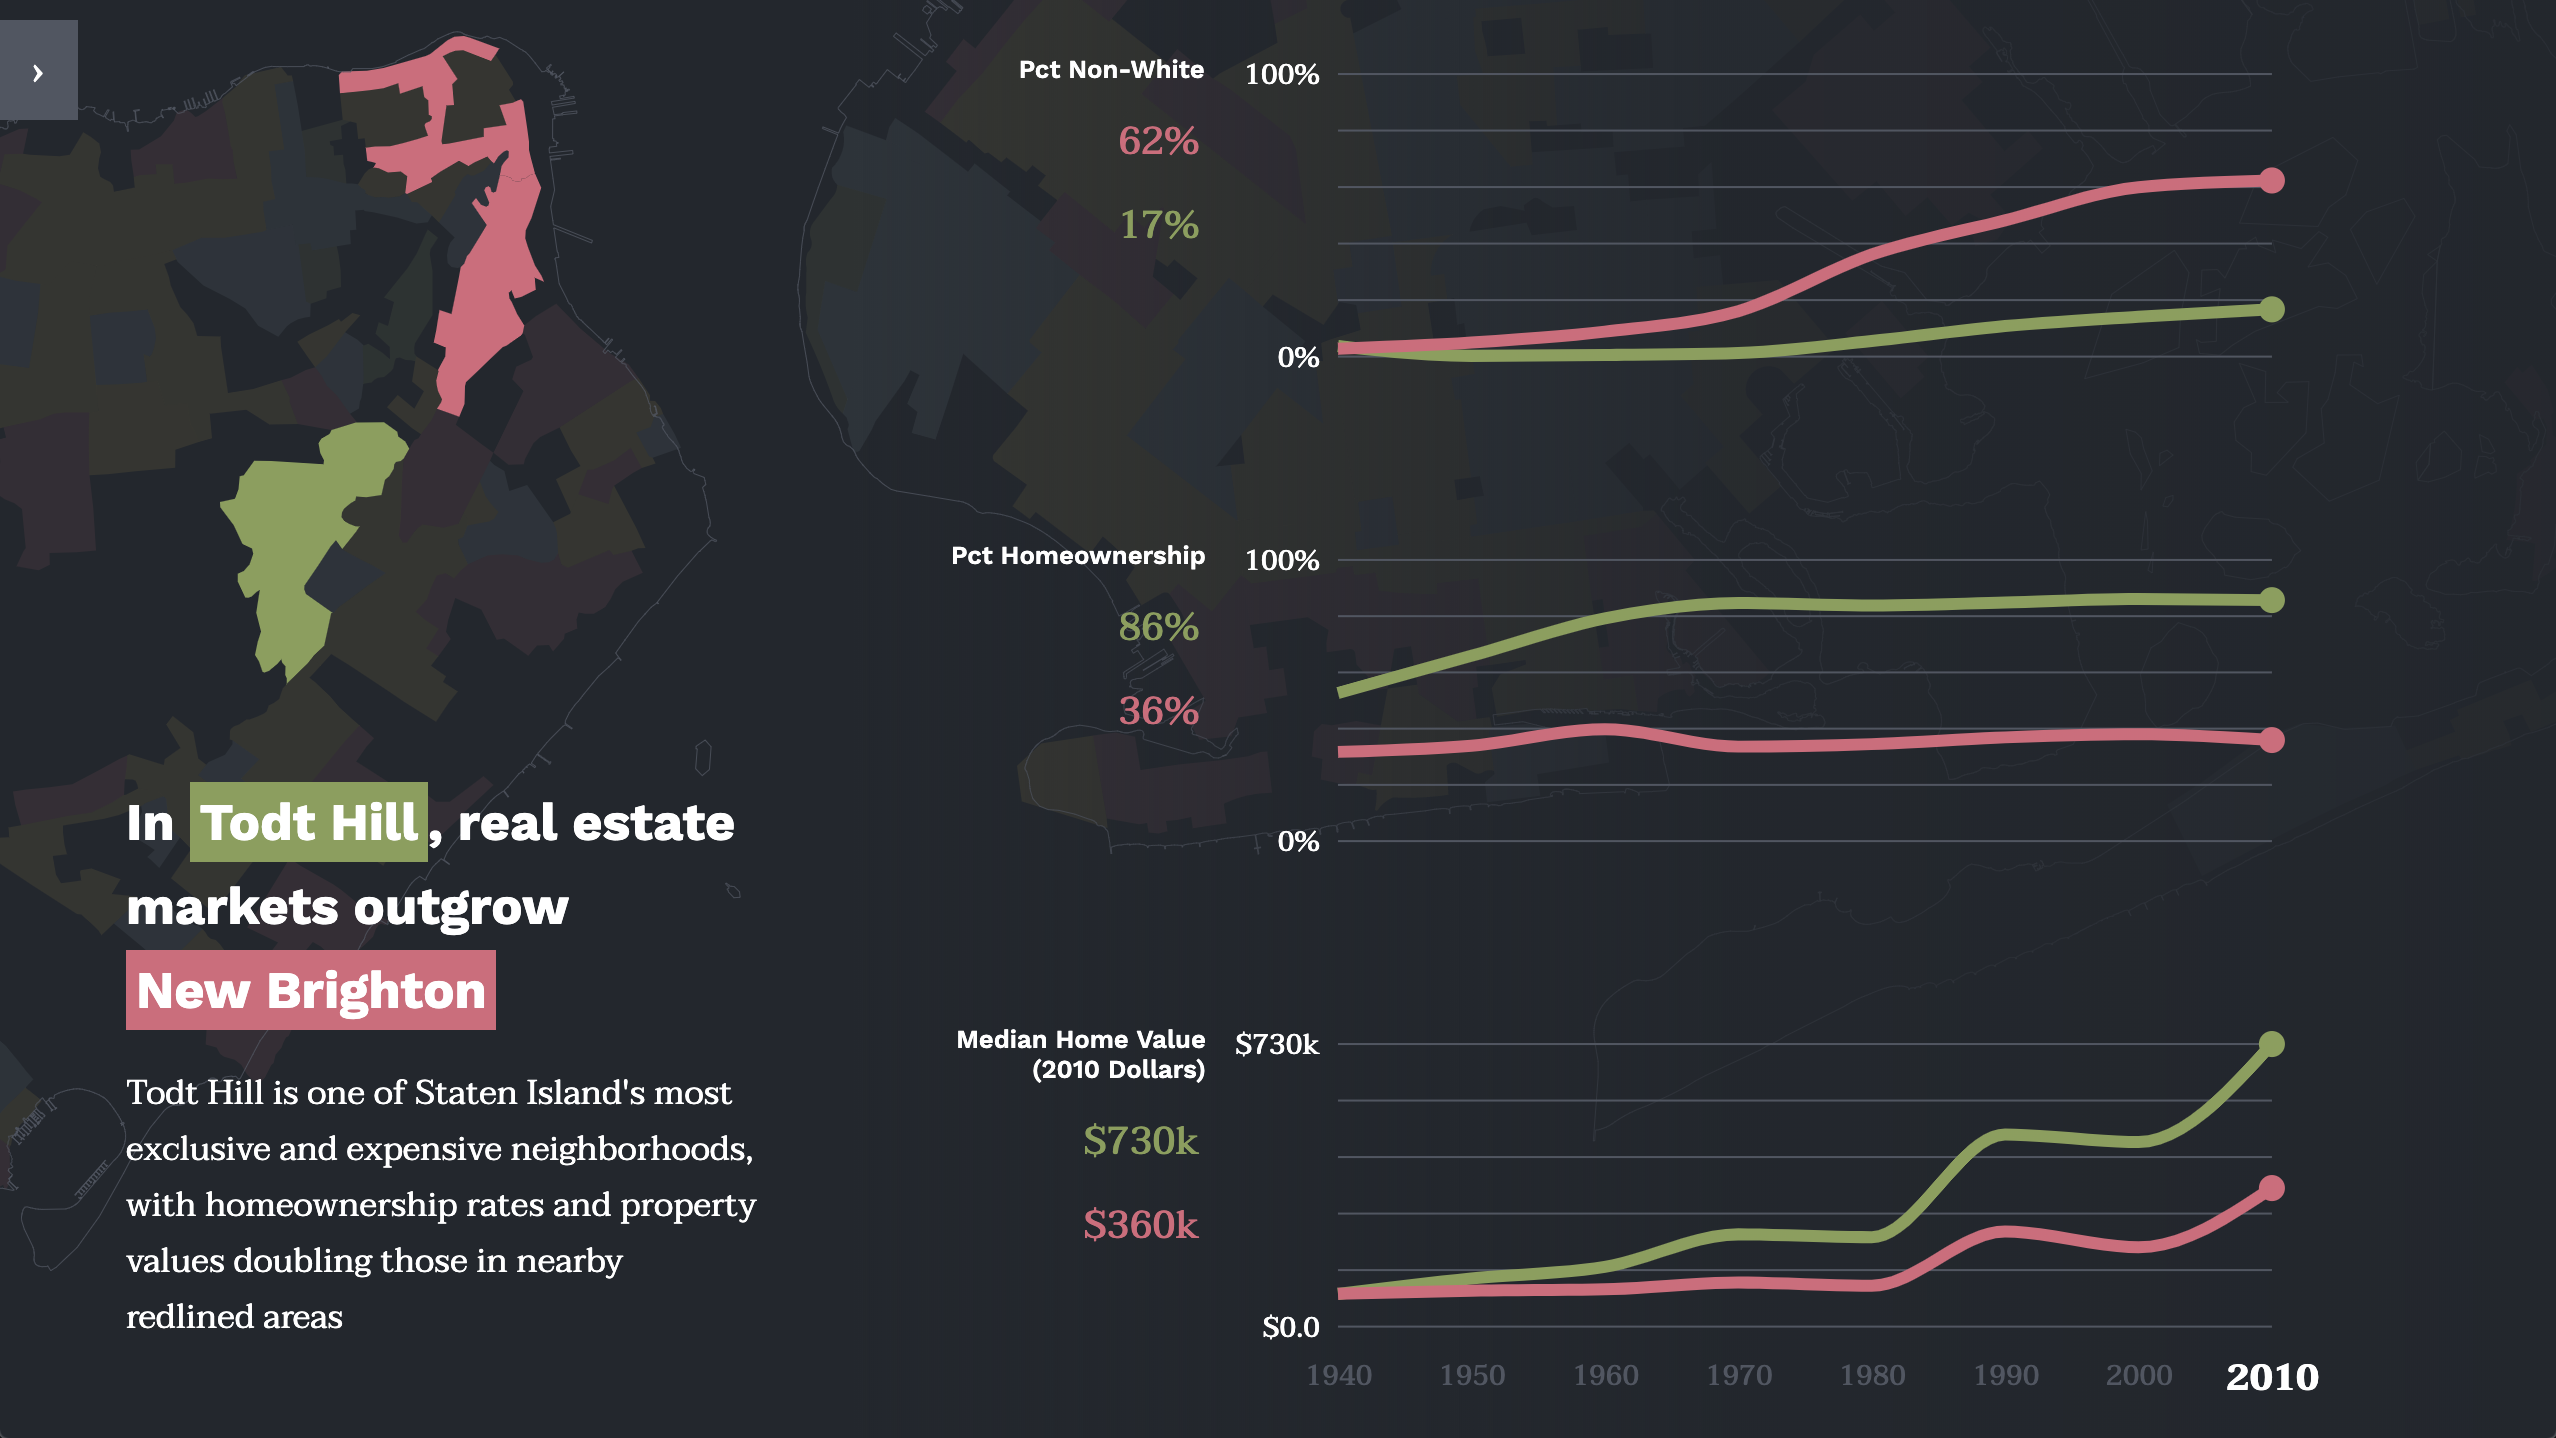 ›
In Todt Hill, real estate
markets outgrow
New Brighton
Todt Hill is one of Staten Island's most
exclusive and expensive neighborhoods,
with homeownership rates and property
values doubling those in nearby
redlined areas
Pct Non-White
62%
17%
100%
0%
Pct Homeownership
86%
36%
100%
0%
Median Home Value
(2010 Dollars)
$730k
$360k
$730k
$0.0
1940 1950 1960 1970 1980 1990 2000 2010